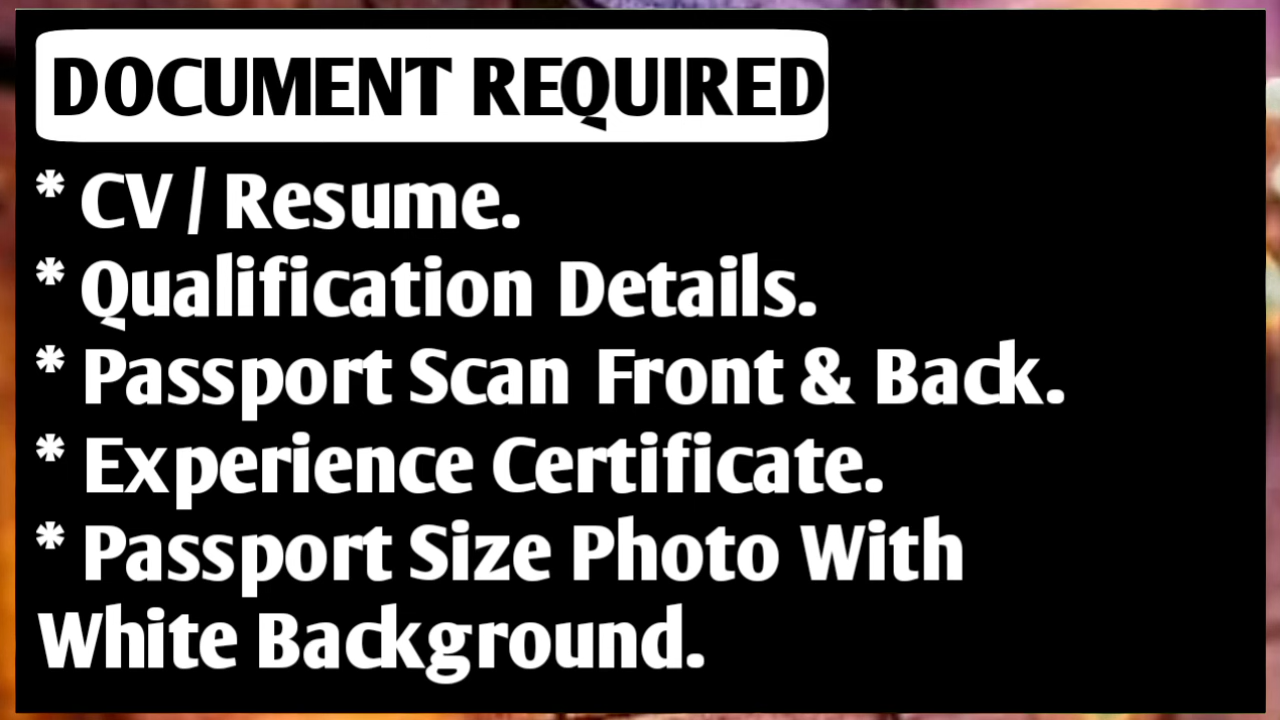 DOCUMENT REQUIRED
* CV / Resume.
* Qualification Details.
* Passport Scan Front & Back.
* Experience Certificate.
* Passport Size Photo With
White Background.